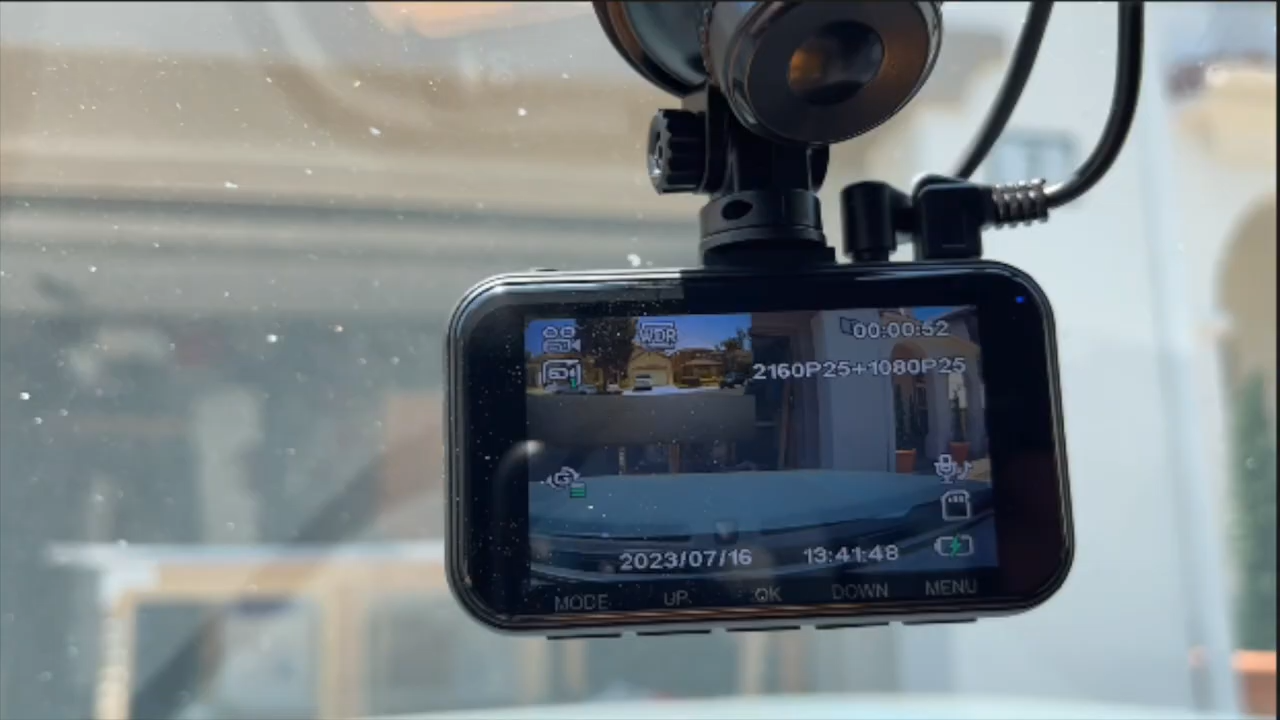 WDR
00:00:52
2160P25+1080P25
G
2023/07/16 13:41:48
MODE UP OK DOWN MENU